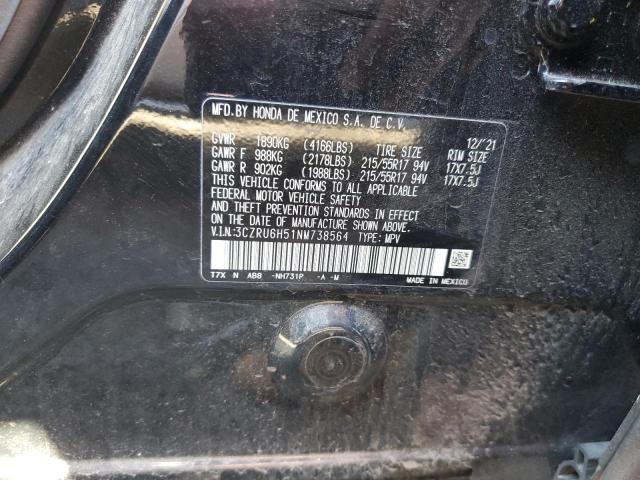 MFD.BY HONDA DE MEXICO S.A. DE C.V. 12/'21
GVWR 1890KG (4166LBS) TIRE SIZE RIM SIZE
GAWR F 988KG (2178LBS) 215/55R17 94V 17X7.5J
GAWR R 902KG (1988LBS) 215/55R17 94V 17X7.5J
THIS VEHICLE CONFORMS TO ALL APPLICABLE
FEDERAL MOTOR VEHICLE SAFETY
AND THEFT PREVENTION STANDARDS IN EFFECT
ON THE DATE OF MANUFACTURE SHOWN ABOVE.
V.I.N:3CZRU6H51NM738564 TYPE: MPV
T7X N AB8 -NH731P -A -M MADE IN MEXICO